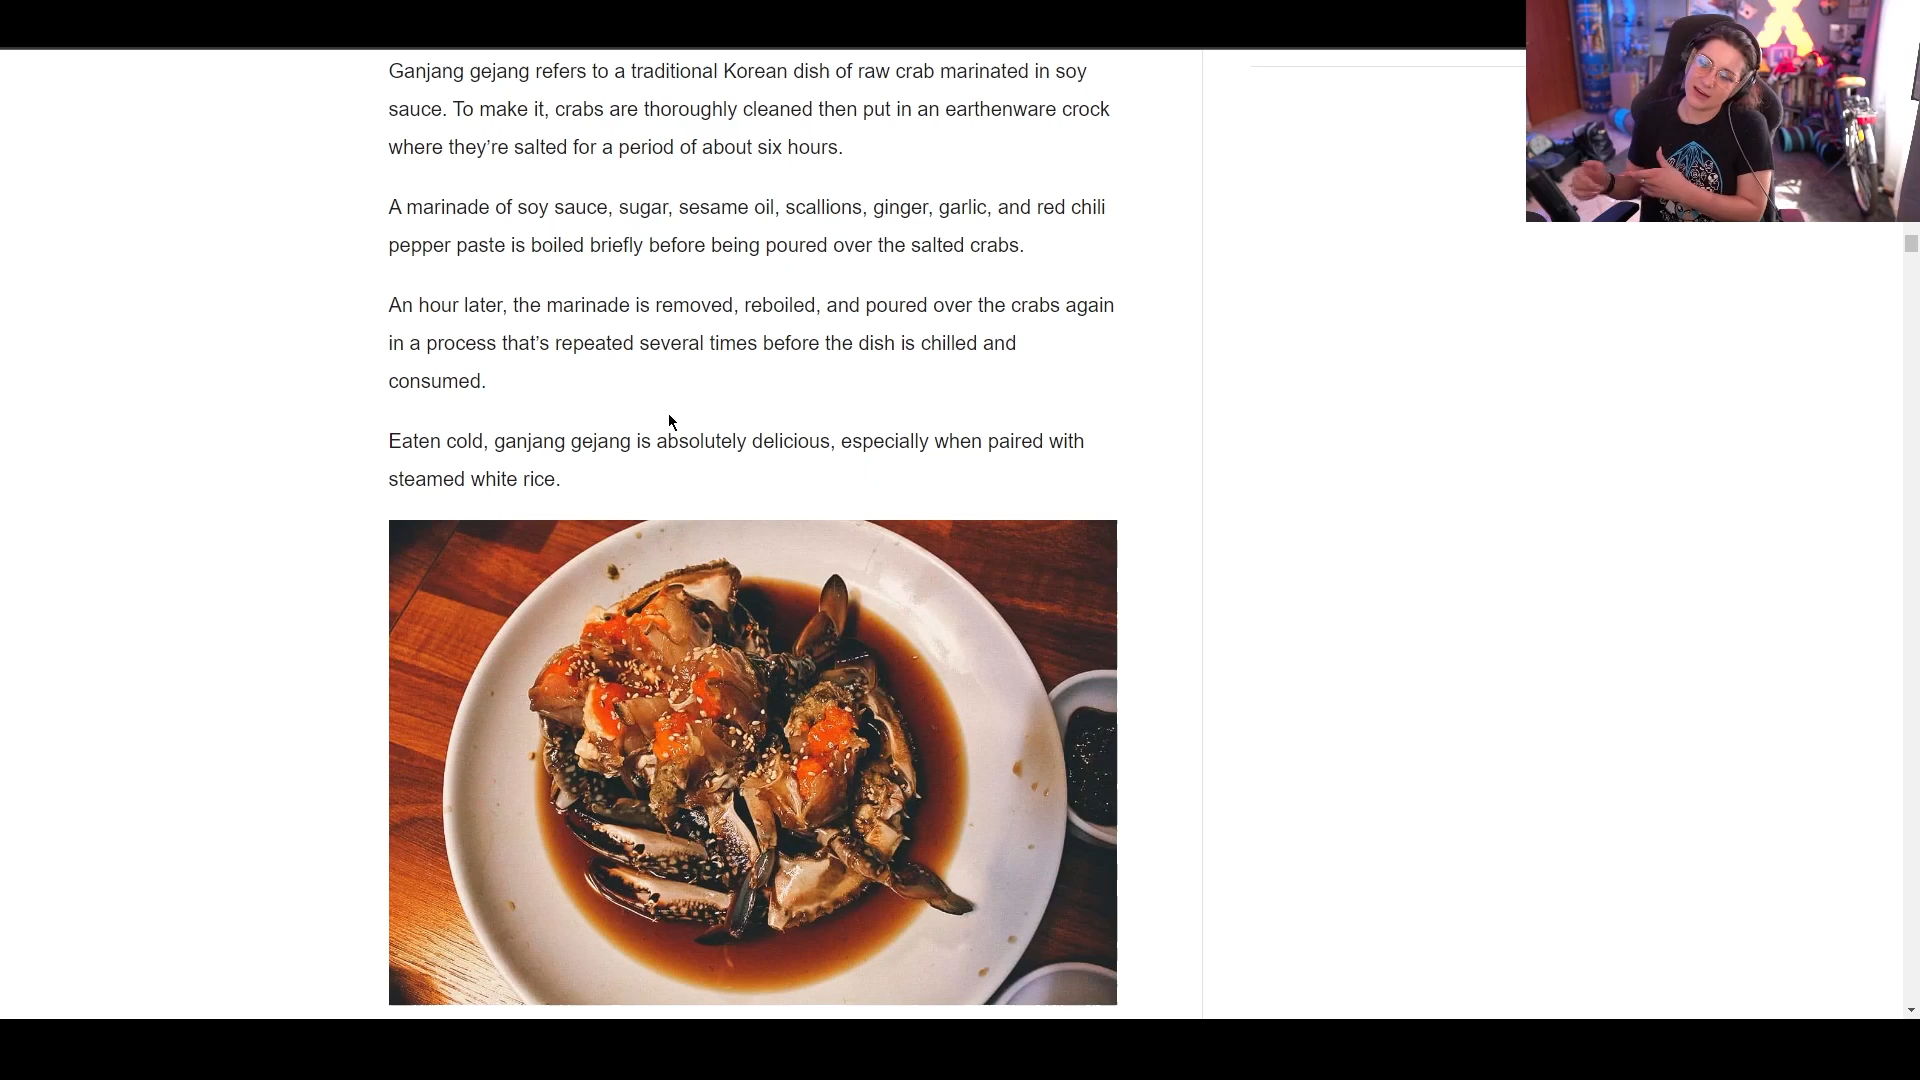 Ganjang gejang refers to a traditional Korean dish of raw crab marinated in soy
sauce. To make it, crabs are thoroughly cleaned then put in an earthenware crock
where they’re salted for a period of about six hours.
A marinade of soy sauce, sugar, sesame oil, scallions, ginger, garlic, and red chili
pepper paste is boiled briefly before being poured over the salted crabs.
An hour later, the marinade is removed, reboiled, and poured over the crabs again
in a process that’s repeated several times before the dish is chilled and
consumed.
Eaten cold, ganjang gejang is absolutely delicious, especially when paired with
steamed white rice.